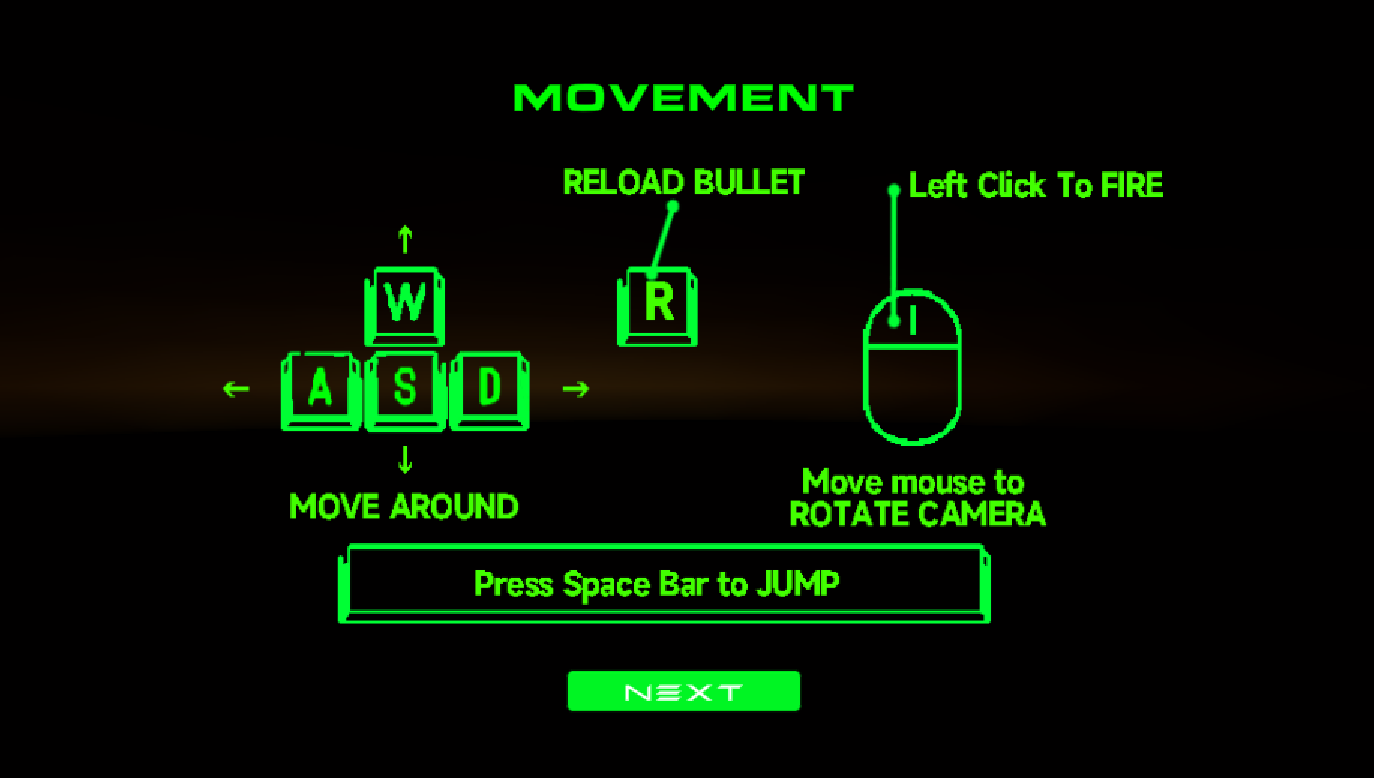 MOVEMENT
RELOAD BULLET
Left Click To FIRE
W
R
A S D
MOVE AROUND
Move mouse to
ROTATE CAMERA
Press Space Bar to JUMP
NEXT